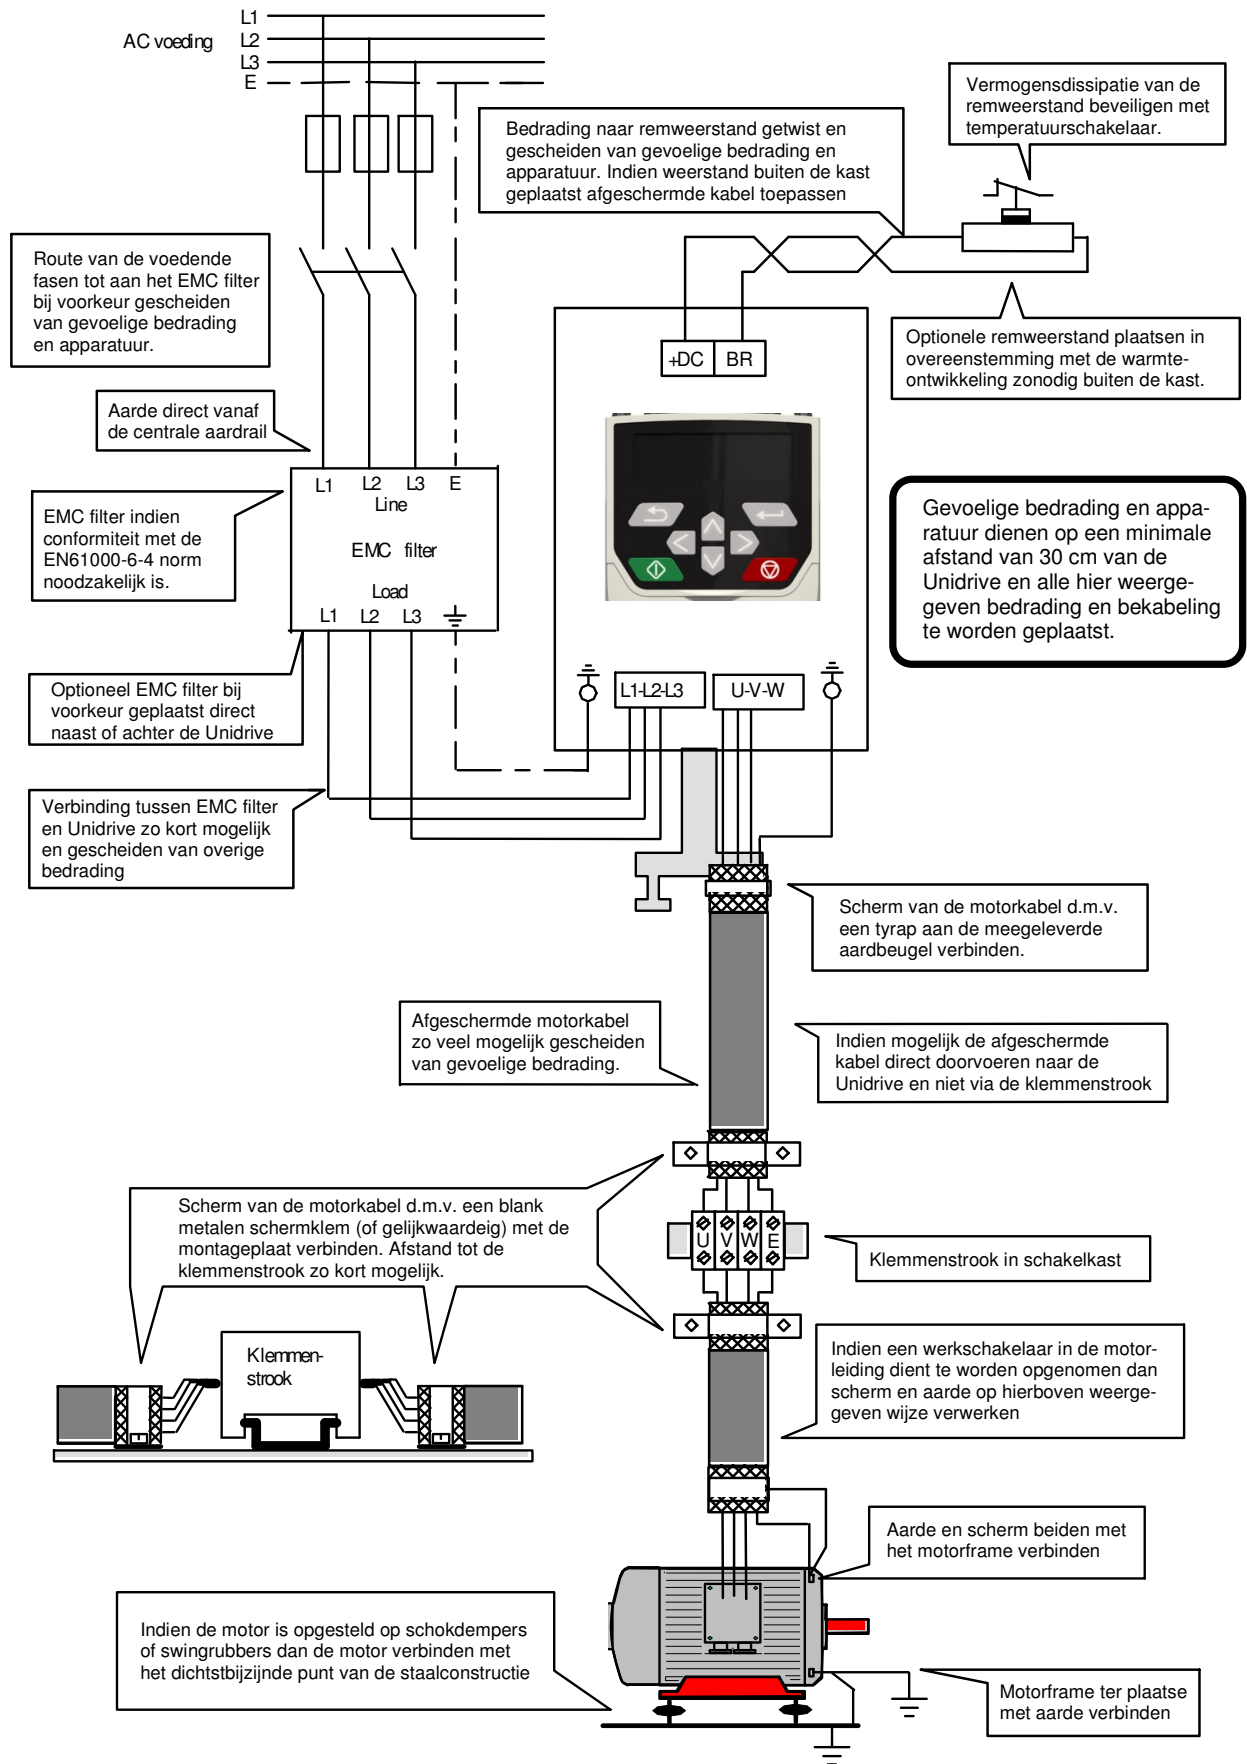 L1
AC voeding
L2
L3
E
Vermogensdissipatie van de
remweerstand beveiligen met
temperatuurschakelaar.
Bedrading naar remweerstand getwist en
gescheiden van gevoelige bedrading en
apparatuur. Indien weerstand buiten de kast
geplaatst afgeschermde kabel toepassen
Route van de voedende
fasen tot aan het EMC filter
bij voorkeur gescheiden
van gevoelige bedrading
en apparatuur.
Optionele remweerstand plaatsen in
overeenstemming met de warmte-
ontwikkeling zonodig buiten de kast.
+DC BR
Aarde direct vanaf
de centrale aardrail
L1 L2 L3 E
Line
EMC filter
Load
L1 L2 L3
EMC filter indien
conformiteit met de
EN61000-6-4 norm
noodzakelijk is.
Gevoelige bedrading en appa-
ratuur dienen op een minimale
afstand van 30 cm van de
Unidrive en alle hier weerge-
geven bedrading en bekabeling
te worden geplaatst.
Optioneel EMC filter bij
voorkeur geplaatst direct
naast of achter de Unidrive
L1-L2-L3 U-V-W
Verbinding tussen EMC filter
en Unidrive zo kort mogelijk
en gescheiden van overige
bedrading
Scherm van de motorkabel d.m.v.
een tyrap aan de meegeleverde
aardbeugel verbinden.
Afgeschermde motorkabel
zo veel mogelijk gescheiden
van gevoelige bedrading.
Indien mogelijk de afgeschermde
kabel direct doorvoeren naar de
Unidrive en niet via de klemmenstrook
Scherm van de motorkabel d.m.v. een blank
metalen schermklem (of gelijkwaardeig) met de
montageplaat verbinden. Afstand tot de
klemmenstrook zo kort mogelijk.
U V W E
Klemmenstrook in schakelkast
Klemmen-
strook
Indien een werkschakelaar in de motor-
leiding dient te worden opgenomen dan
scherm en aarde op hierboven weerge-
geven wijze verwerken
Aarde en scherm beiden met
het motorframe verbinden
Indien de motor is opgesteld op schokdempers
of swingrubbers dan de motor verbinden met
het dichtstbijzijnde punt van de staalconstructie
Motorframe ter plaatse
met aarde verbinden